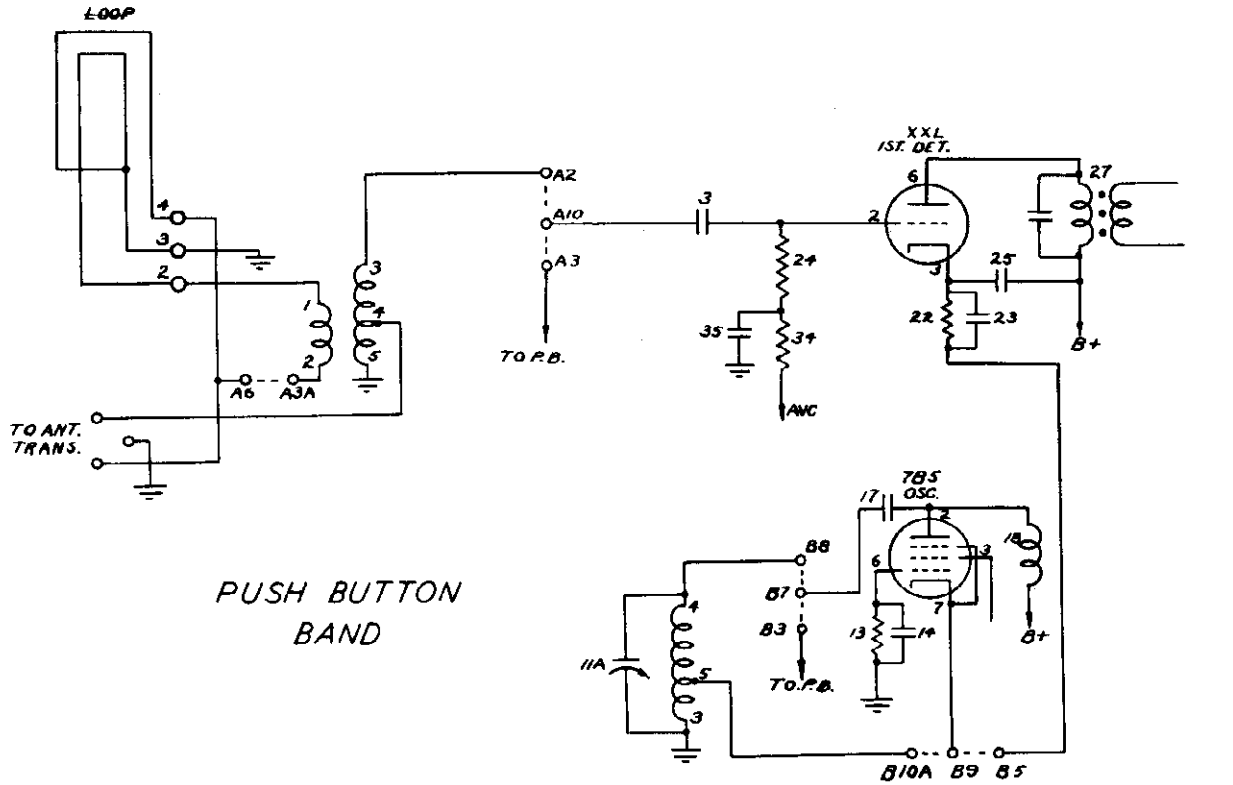 LOOP
4
3
2
1
2
A6
A3A
3
4
5
TO ANT.
TRANS.
A2
A10
A3
TO P.B.
3
24
35
34
AVC
XXL
1ST. DET.
6
2
3
25
22
23
27
B+
PUSH BUTTON
BAND
7B5
OSC.
17
2
6
3
7
18
13
14
B+
B8
B7
B3
TO P.B.
4
5
3
11A
B10A
B9
B5